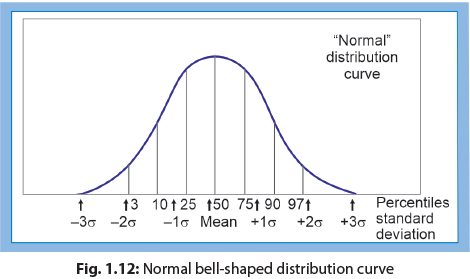 “Normal”
distribution
curve
3 10 25 50 75 90 97 Percentiles
–3σ –2σ –1σ Mean +1σ +2σ +3σ standard
deviation
Fig. 1.12: Normal bell-shaped distribution curve